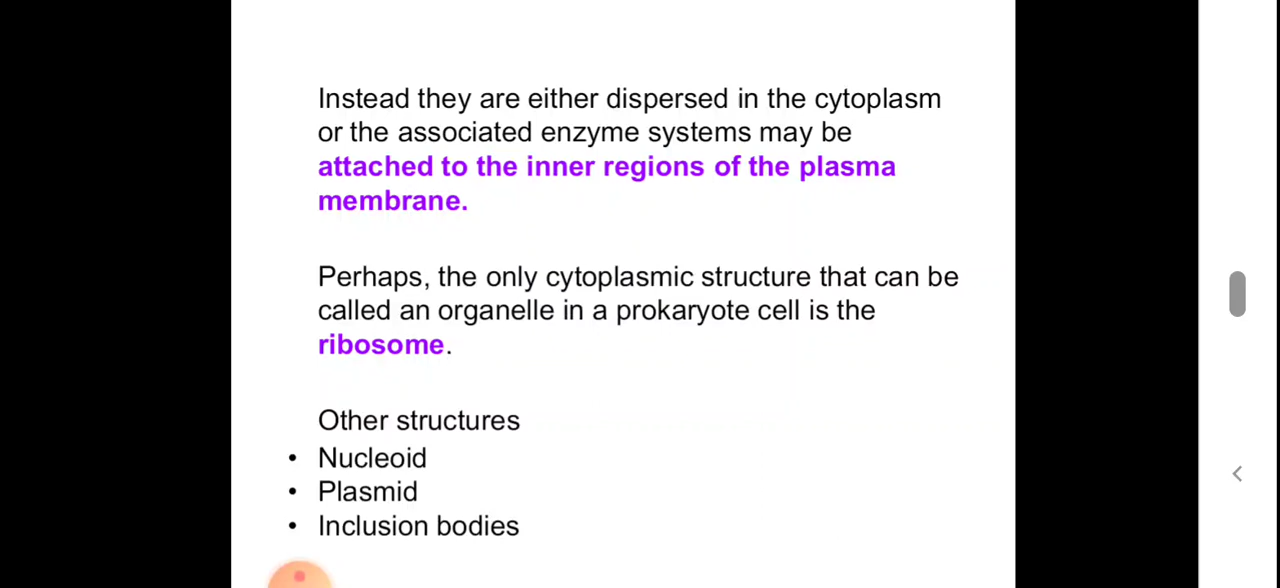 Instead they are either dispersed in the cytoplasm
or the associated enzyme systems may be
attached to the inner regions of the plasma
membrane.
Perhaps, the only cytoplasmic structure that can be
called an organelle in a prokaryote cell is the
ribosome.
Other structures
• Nucleoid
• Plasmid
• Inclusion bodies